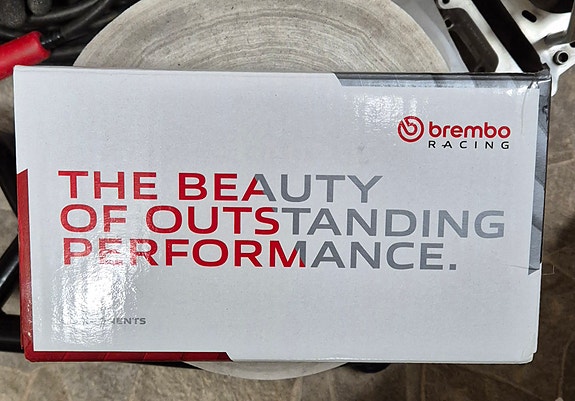 brembo
RACING
THE BEAUTY
OF OUTSTANDING
PERFORMANCE.